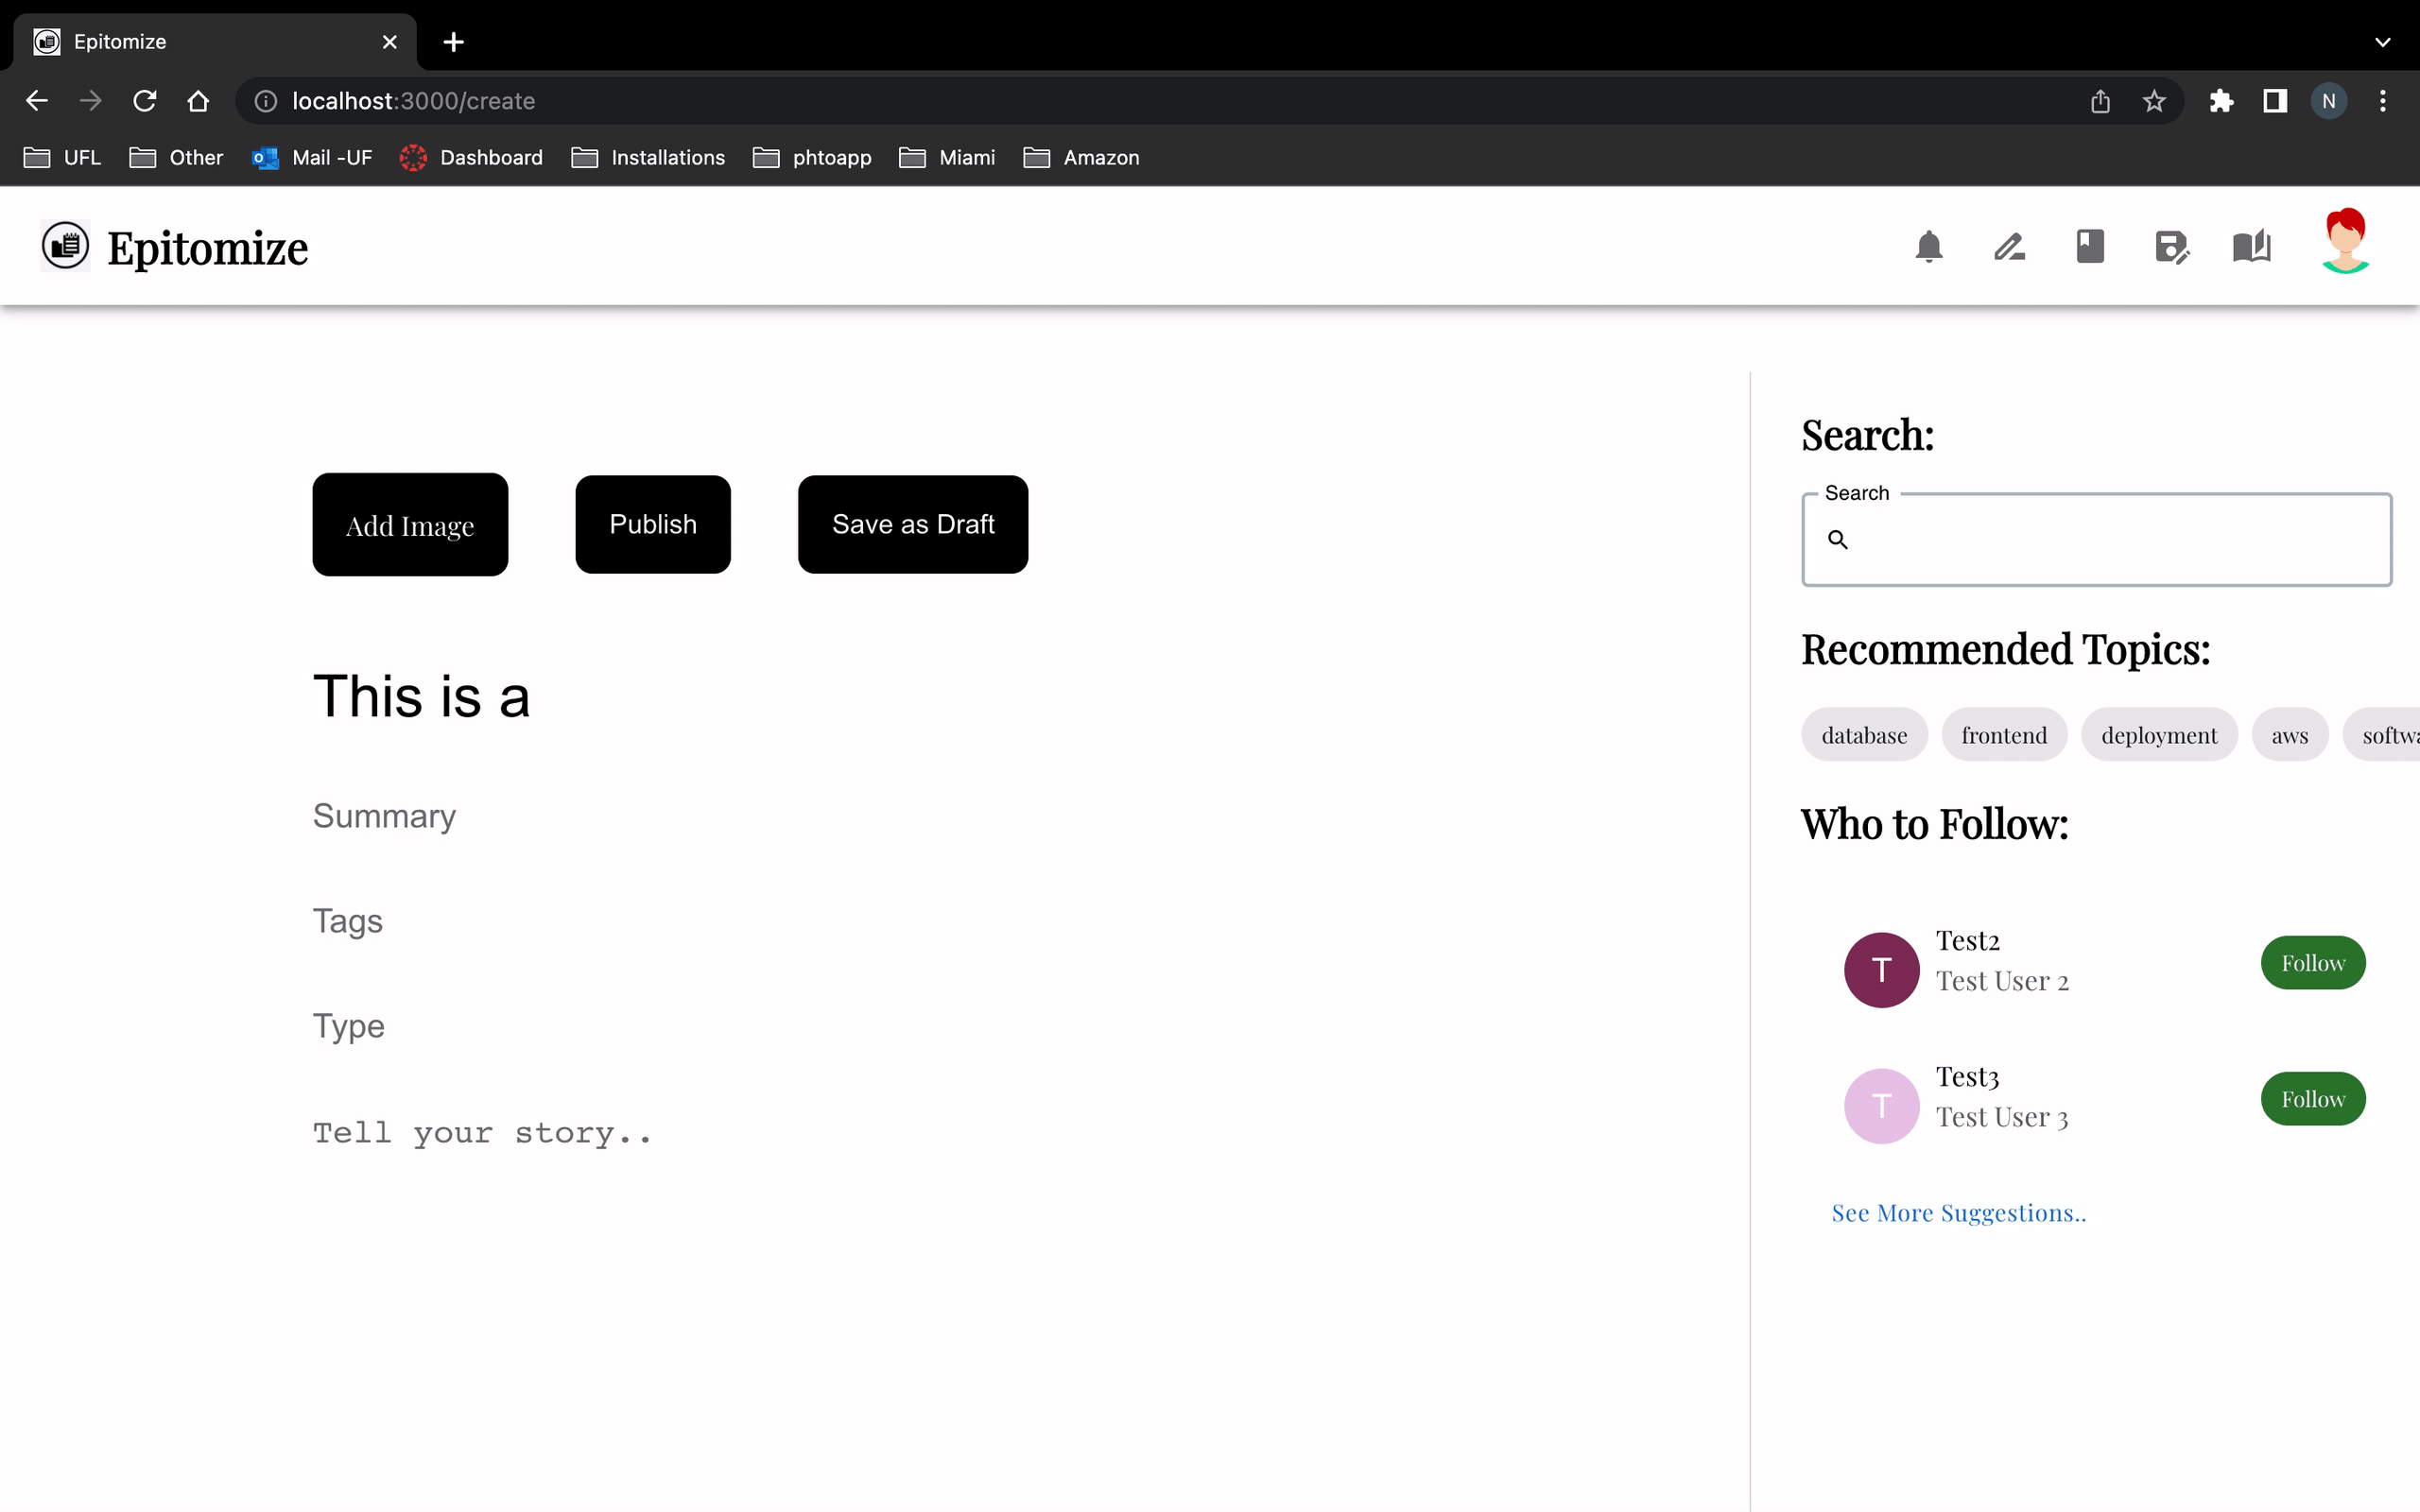 Epitomize
localhost:3000/create
N
UFL Other Mail -UF Dashboard Installations phtoapp Miami Amazon
Epitomize
Add Image Publish Save as Draft
This is a
Summary
Tags
Type
Tell your story..
Search:
Search
Recommended Topics:
database frontend deployment aws softwa
Who to Follow:
T
Test2
Test User 2
Follow
T
Test3
Test User 3
Follow
See More Suggestions..